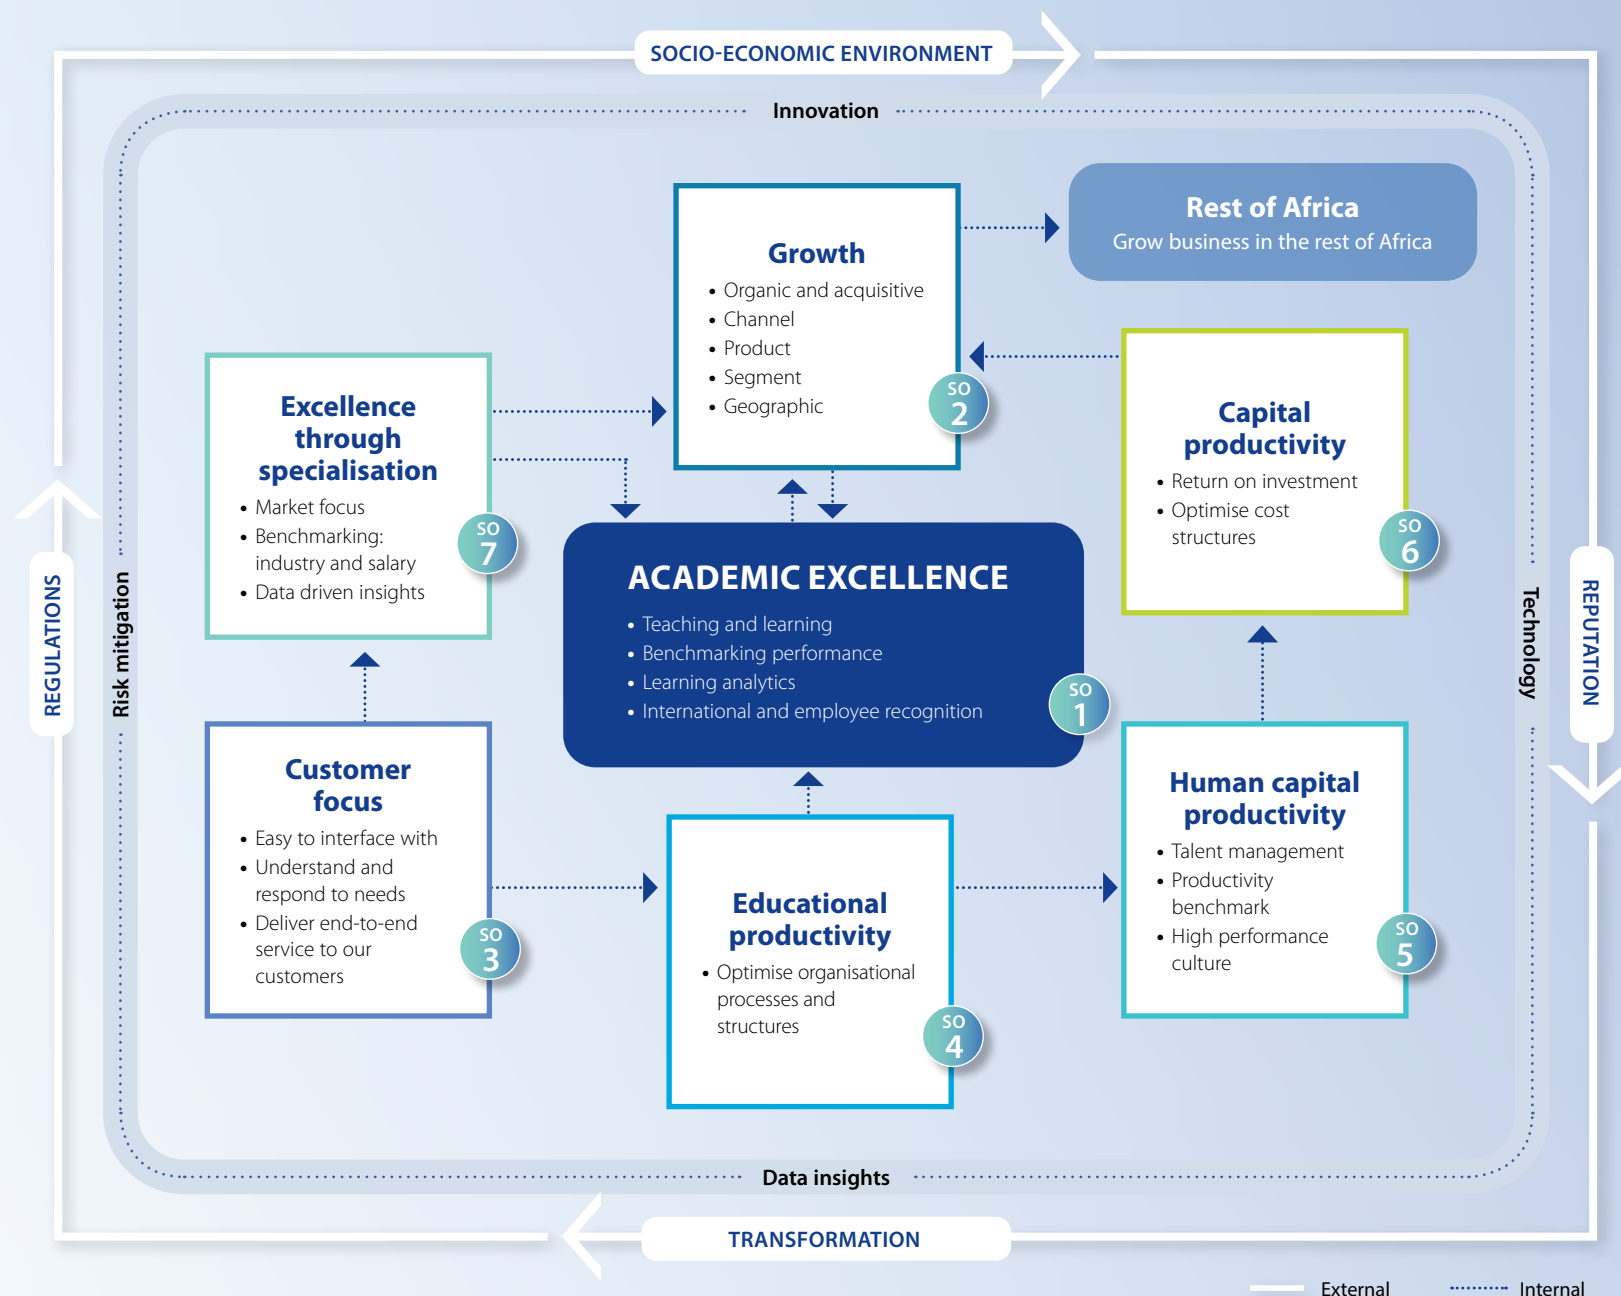 SOCIO-ECONOMIC ENVIRONMENT
Innovation
Rest of Africa
Grow business in the rest of Africa
Growth
• Organic and acquisitive
• Channel
• Product
• Segment
• Geographic
SO
2
Excellence
through
specialisation
• Market focus
• Benchmarking:
industry and salary
• Data driven insights
SO
7
Capital
productivity
• Return on investment
• Optimise cost
structures
SO
6
ACADEMIC EXCELLENCE
• Teaching and learning
• Benchmarking performance
• Learning analytics
• International and employee recognition
SO
1
REGULATIONS
Risk mitigation
Technology
REPUTATION
Customer
focus
• Easy to interface with
• Understand and
respond to needs
• Deliver end-to-end
service to our
customers
SO
3
Educational
productivity
• Optimise organisational
processes and
structures
SO
4
Human capital
productivity
• Talent management
• Productivity
benchmark
• High performance
culture
SO
5
Data insights
TRANSFORMATION
External
Internal